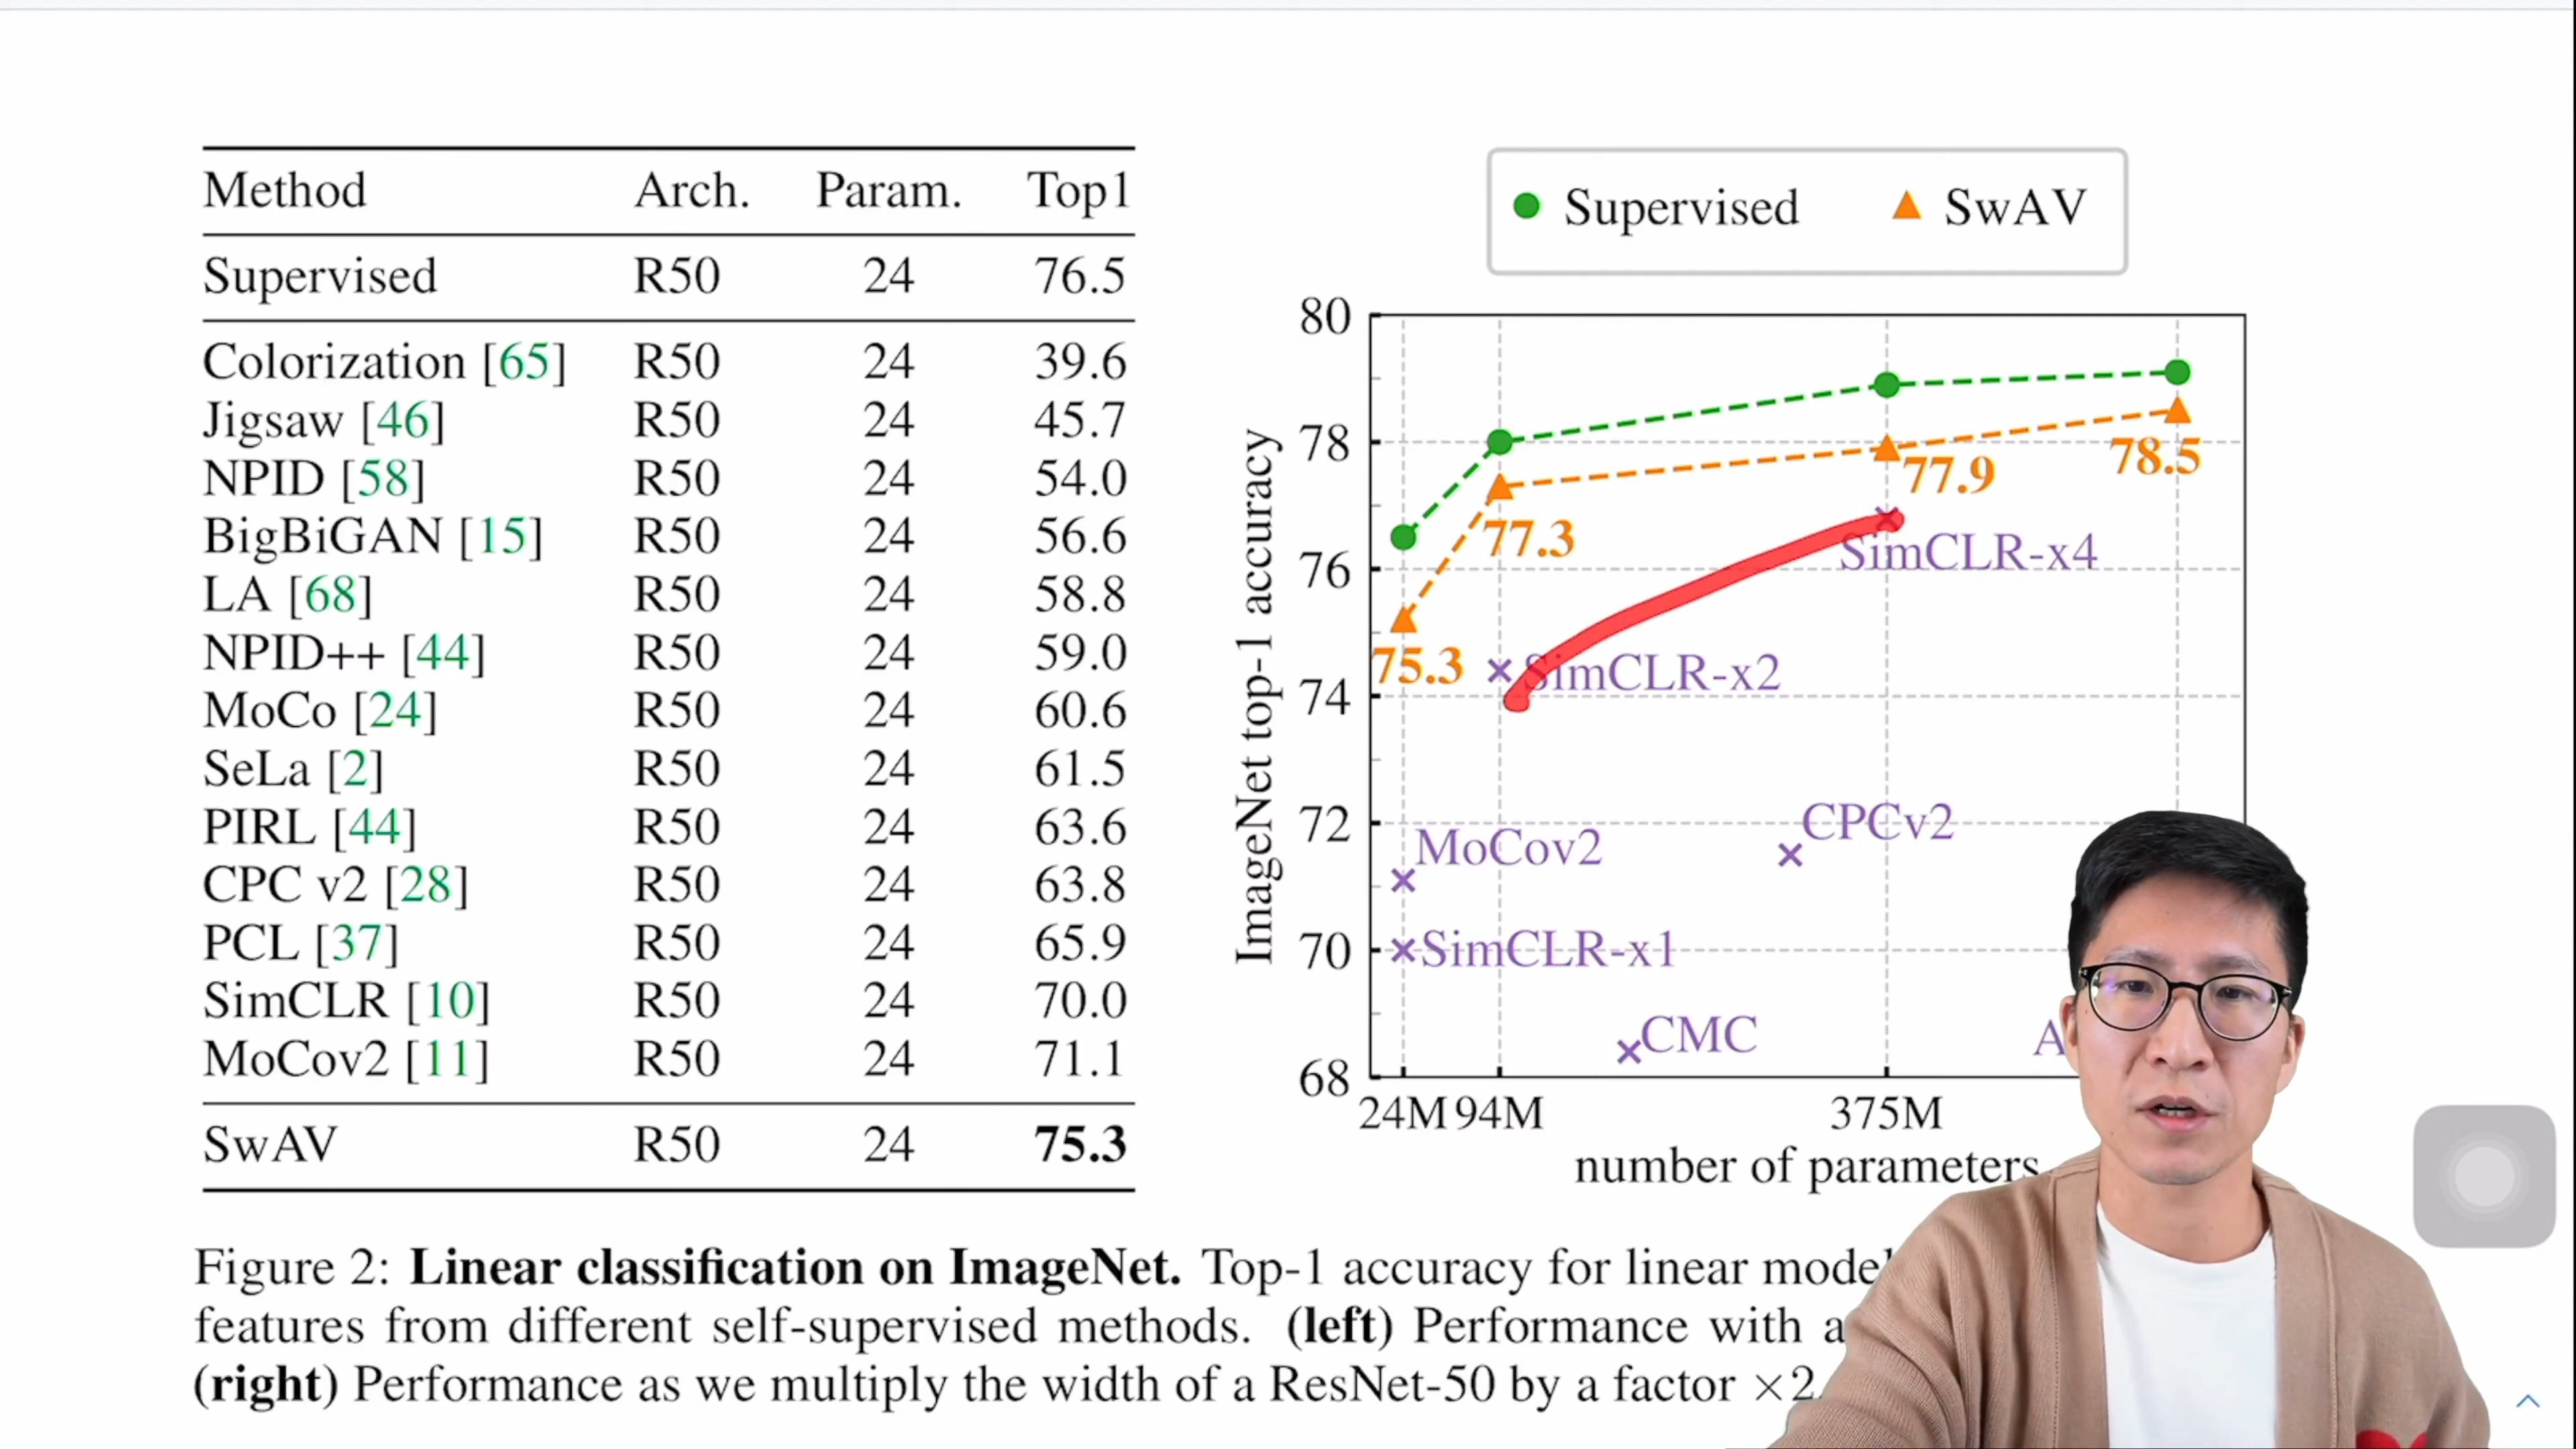 Method Arch. Param. Top1
Supervised R50 24 76.5
Colorization [65] R50 24 39.6
Jigsaw [46] R50 24 45.7
NPID [58] R50 24 54.0
BigBiGAN [15] R50 24 56.6
LA [68] R50 24 58.8
NPID++ [44] R50 24 59.0
MoCo [24] R50 24 60.6
SeLa [2] R50 24 61.5
PIRL [44] R50 24 63.6
CPC v2 [28] R50 24 63.8
PCL [37] R50 24 65.9
SimCLR [10] R50 24 70.0
MoCov2 [11] R50 24 71.1
SwAV R50 24 75.3
Supervised SwAV
ImageNet top-1 accuracy
80
78
76
74
72
70
68
78.5
77.9
77.3
SimCLR-x4
75.3
SimCLR-x2
CPCv2
MoCov2
SimCLR-x1
CMC
A
24M 94M 375M
number of parameters
Figure 2: Linear classification on ImageNet. Top-1 accuracy for linear model
features from different self-supervised methods. (left) Performance with a
(right) Performance as we multiply the width of a ResNet-50 by a factor ×2